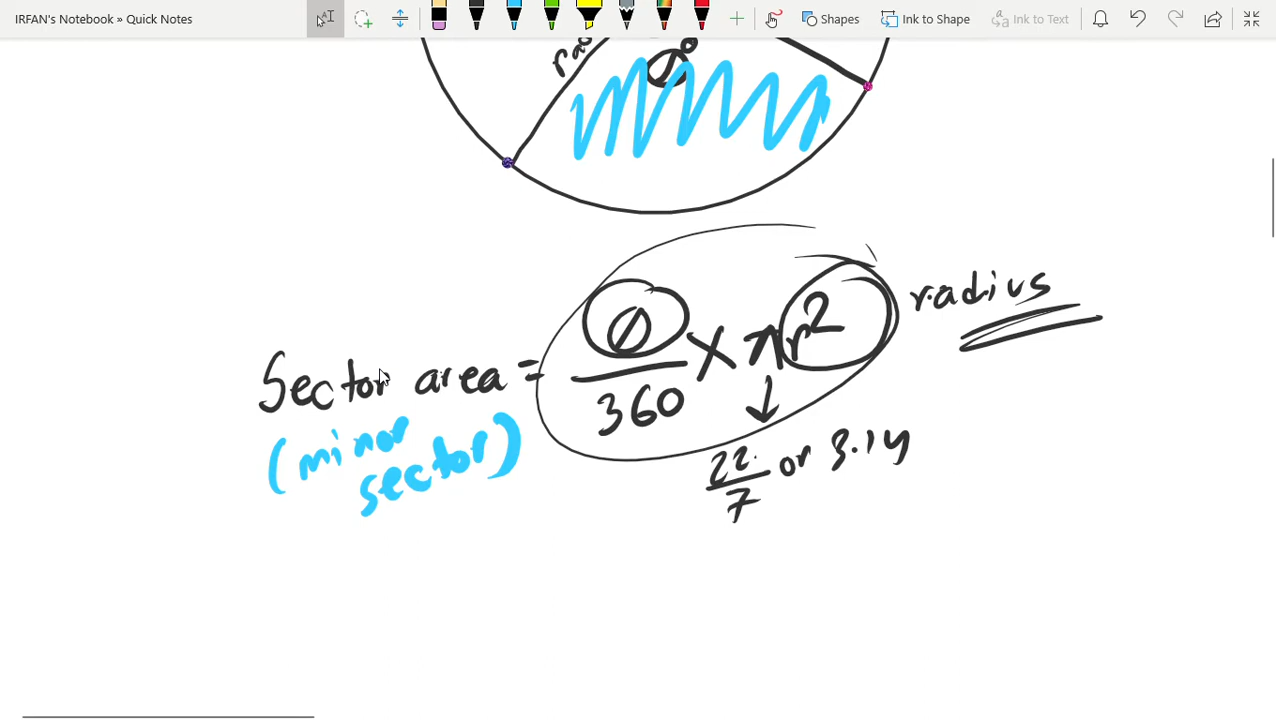 IRFAN's Notebook » Quick Notes
Shapes
Ink to Shape
Ink to Text
θ°
Sector area = θ/360 × πr² radius
(minor
sector)
22/7 or 3.14